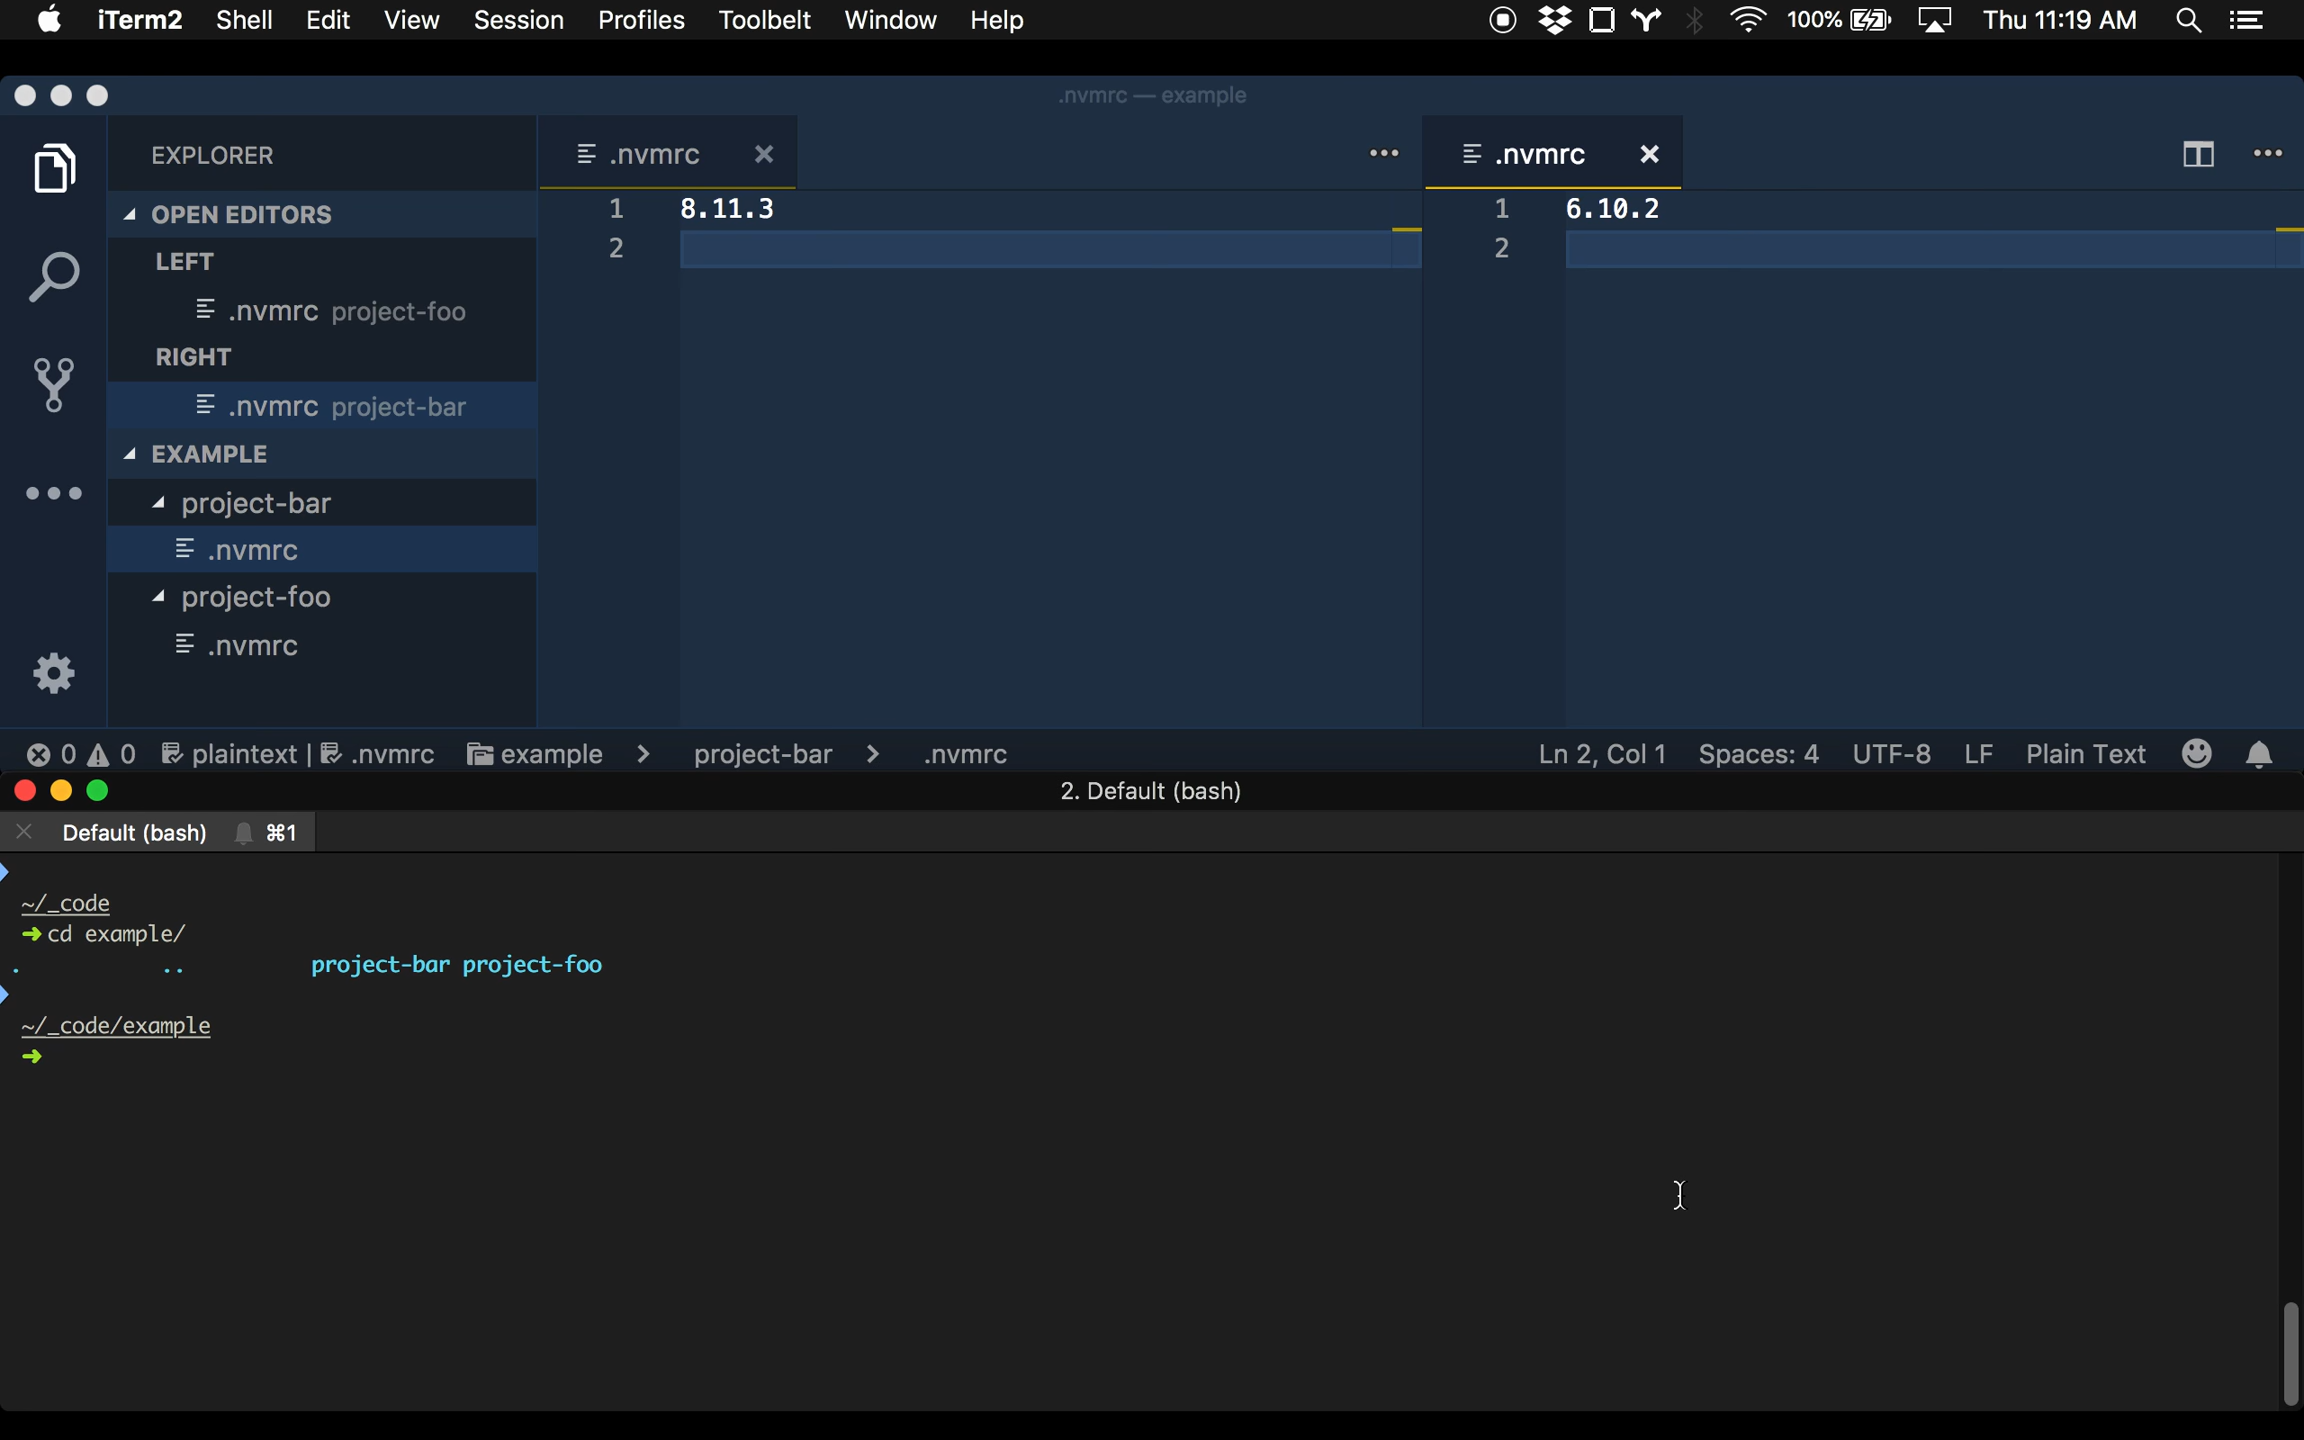 iTerm2 Shell Edit View Session Profiles Toolbelt Window Help 100% Thu 11:19 AM
.nvmrc — example
EXPLORER
OPEN EDITORS
LEFT
.nvmrc project-foo
RIGHT
.nvmrc project-bar
EXAMPLE
project-bar
.nvmrc
project-foo
.nvmrc
.nvmrc
1 8.11.3
2
.nvmrc
1 6.10.2
2
0 0 plaintext | .nvmrc example > project-bar > .nvmrc Ln 2, Col 1 Spaces: 4 UTF-8 LF Plain Text
2. Default (bash)
Default (bash) ⌘1
~/_code
➜ cd example/
. .. project-bar project-foo
~/_code/example
➜